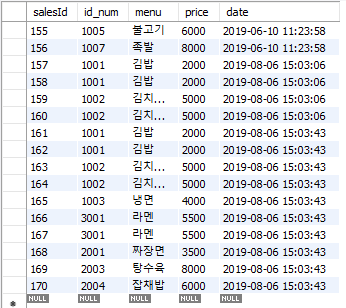 salesId id_num menu price date
155 1005 불고기 6000 2019-06-10 11:23:58
156 1007 족발 8000 2019-06-10 11:23:58
157 1001 김밥 2000 2019-08-06 15:03:06
158 1001 김밥 2000 2019-08-06 15:03:06
159 1002 김치... 5000 2019-08-06 15:03:06
160 1002 김치... 5000 2019-08-06 15:03:06
161 1001 김밥 2000 2019-08-06 15:03:43
162 1001 김밥 2000 2019-08-06 15:03:43
163 1002 김치... 5000 2019-08-06 15:03:43
164 1002 김치... 5000 2019-08-06 15:03:43
165 1003 냉면 4000 2019-08-06 15:03:43
166 3001 라멘 5500 2019-08-06 15:03:43
167 3001 라멘 5500 2019-08-06 15:03:43
168 2001 짜장면 3500 2019-08-06 15:03:43
169 2003 탕수육 8000 2019-08-06 15:03:43
170 2004 잡채밥 6000 2019-08-06 15:03:43
NULL NULL NULL NULL NULL